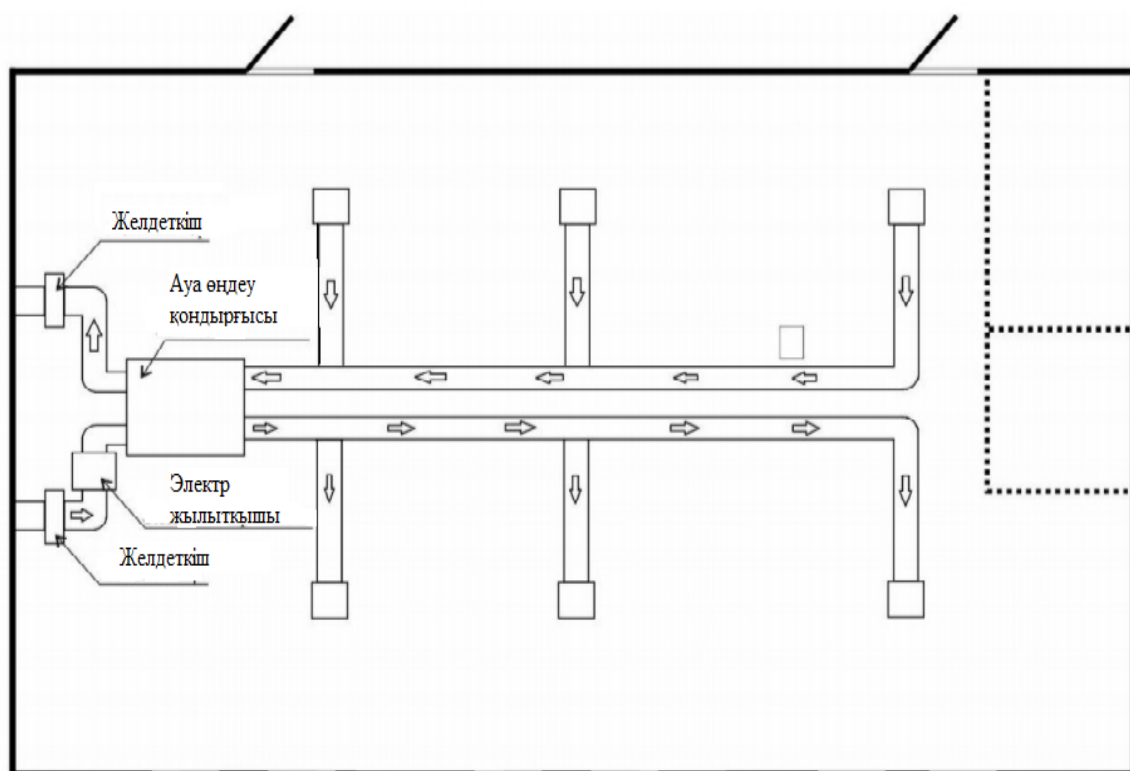 Желдеткіш
Ауа өңдеу
қондырғысы
Электр
жылытқышы
Желдеткіш